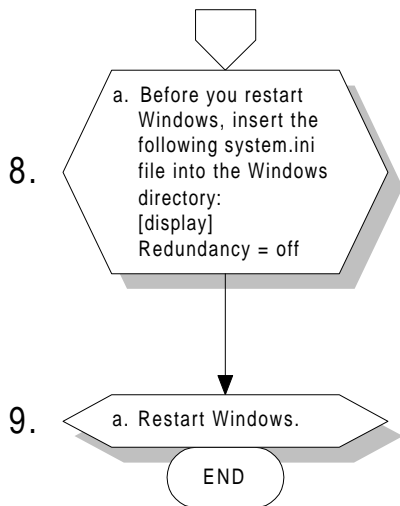 8.
a. Before you restart
Windows, insert the
following system.ini
file into the Windows
directory:
[display]
Redundancy = off
9.
a. Restart Windows.
END